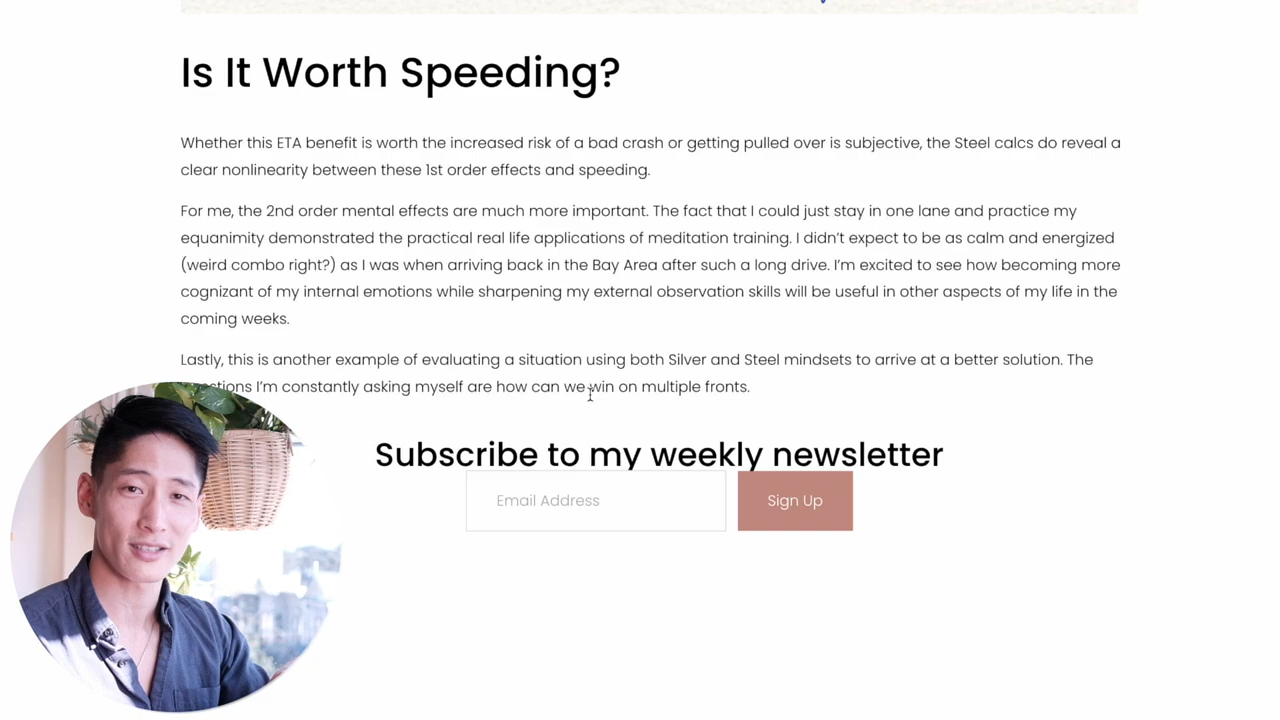 Is It Worth Speeding?
Whether this ETA benefit is worth the increased risk of a bad crash or getting pulled over is subjective, the Steel calcs do reveal a
clear nonlinearity between these 1st order effects and speeding.
For me, the 2nd order mental effects are much more important. The fact that I could just stay in one lane and practice my
equanimity demonstrated the practical real life applications of meditation training. I didn't expect to be as calm and energized
(weird combo right?) as I was when arriving back in the Bay Area after such a long drive. I'm excited to see how becoming more
cognizant of my internal emotions while sharpening my external observation skills will be useful in other aspects of my life in the
coming weeks.
Lastly, this is another example of evaluating a situation using both Silver and Steel mindsets to arrive at a better solution. The
I'm constantly asking myself are how can we win on multiple fronts.
Subscribe to my weekly newsletter
Email Address
Sign Up